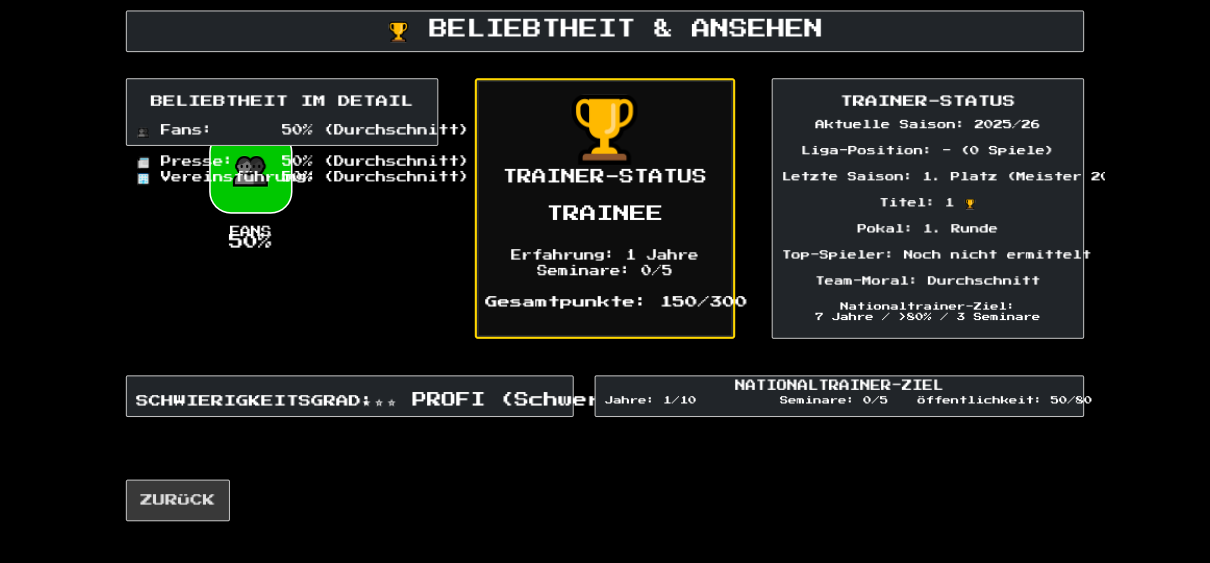 🏆 BELIEBTHEIT & ANSEHEN
BELIEBTHEIT IM DETAIL
Fans: 50% (Durchschnitt)
Presse: 50% (Durchschnitt)
Vereinsführung: 50% (Durchschnitt)
FANS
50%
TRAINER-STATUS
TRAINEE
Erfahrung: 1 Jahre
Seminare: 0/5
Gesamtpunkte: 150/300
TRAINER-STATUS
Aktuelle Saison: 2025/26
Liga-Position: - (0 Spiele)
Letzte Saison: 1. Platz (Meister
Titel: 1 🏆
Pokal: 1. Runde
Top-Spieler: Noch nicht ermittelt
Team-Moral: Durchschnitt
Nationaltrainer-Ziel:
7 Jahre / >80% / 3 Seminare
SCHWIERIGKEITSGRAD: ★★ PROFI (Schwer
NATIONALTRAINER-ZIEL
Jahre: 1/10 Seminare: 0/5 öffentlichkeit: 50/80
ZURÜCK